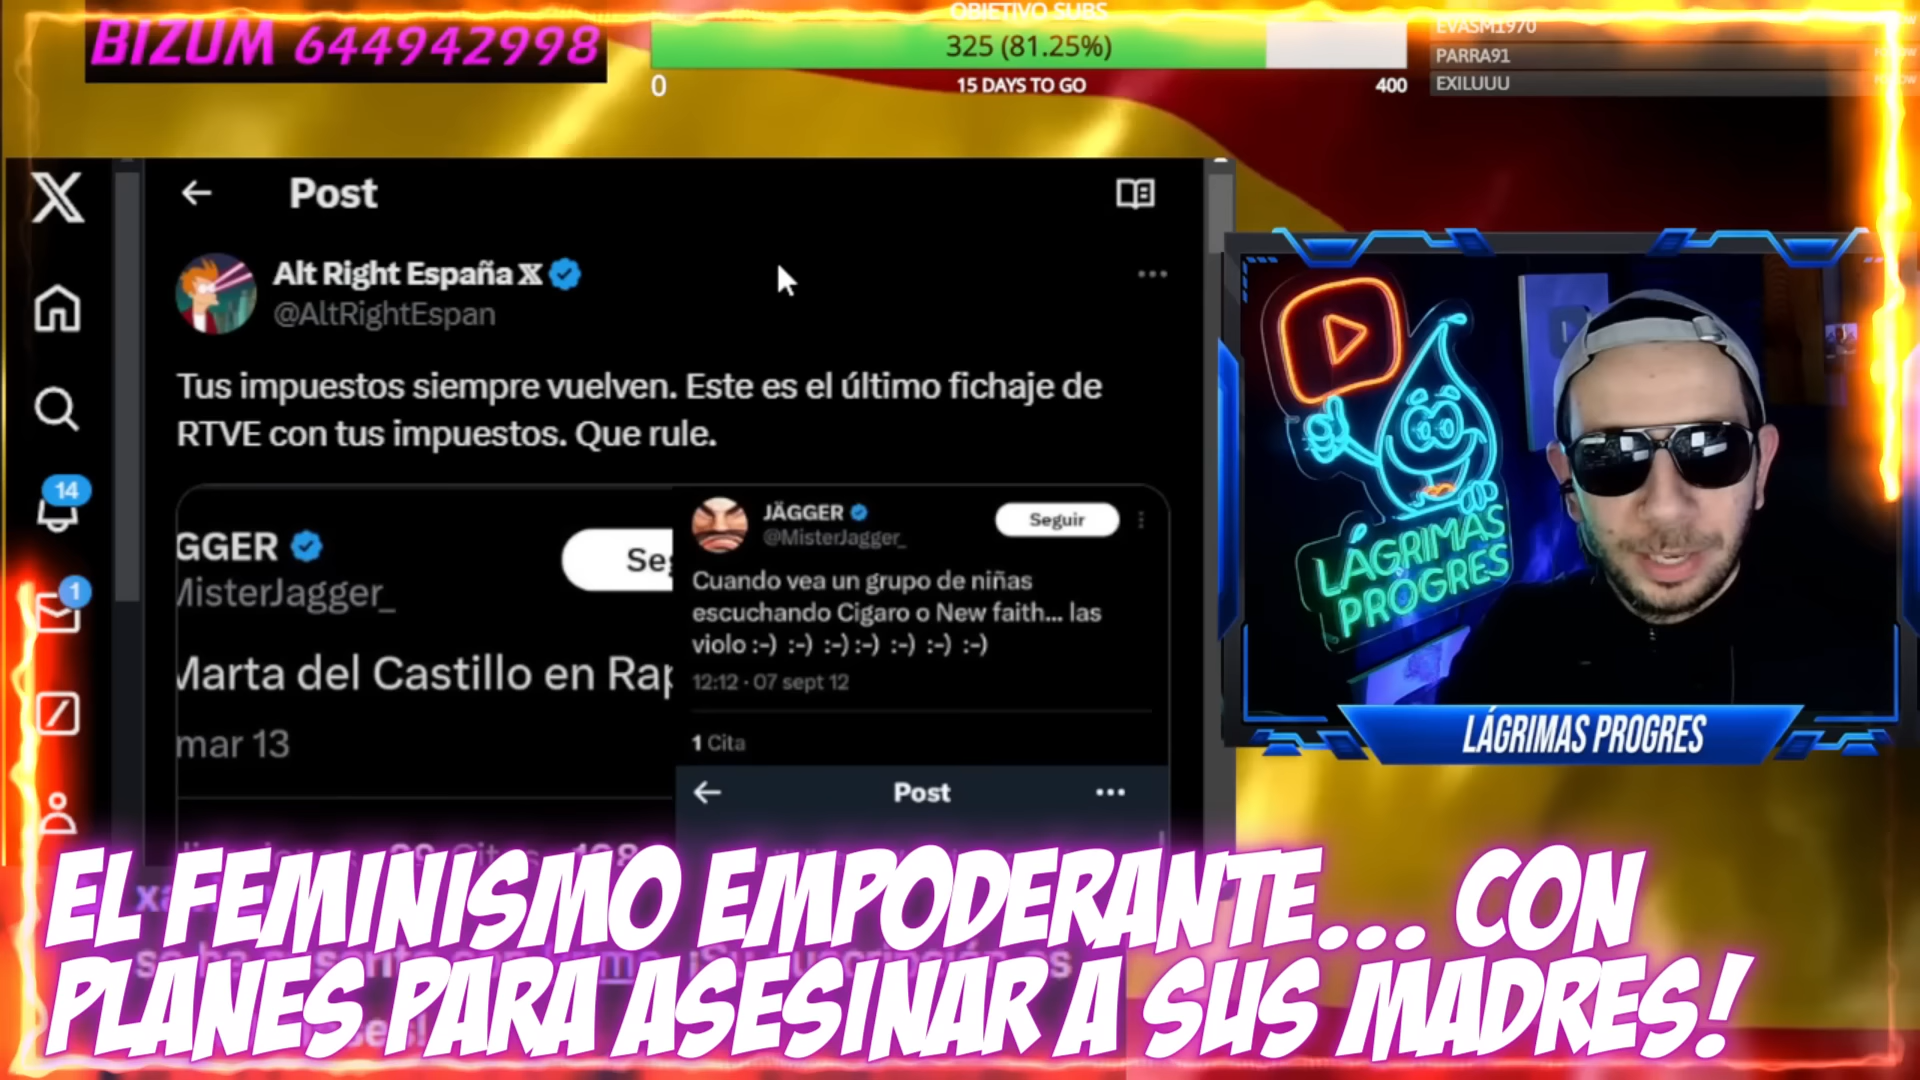 BIZUM 644942998
OBJETIVO SUBS
325 (81.25%)
0
15 DAYS TO GO
400
EVASM1970
PARRA91
EXILUUU
Post
Alt Right España X
@AltRightEspan
Tus impuestos siempre vuelven. Este es el último fichaje de
RTVE con tus impuestos. Que rule.
14
1
GGER
MisterJagger_
Marta del Castillo en Rap
mar 13
JÄGGER
@MisterJagger_
Seguir
Cuando vea un grupo de niñas
escuchando Cigaro o New faith... las
violo :-) :-) :-) :-) :-) :-) :-)
12:12 · 07 sept 12
1 Cita
Post
LÁGRIMAS
PROGRES
LÁGRIMAS PROGRES
EL FEMINISMO EMPODERANTE... CON
PLANES PARA ASESINAR A SUS MADRES!